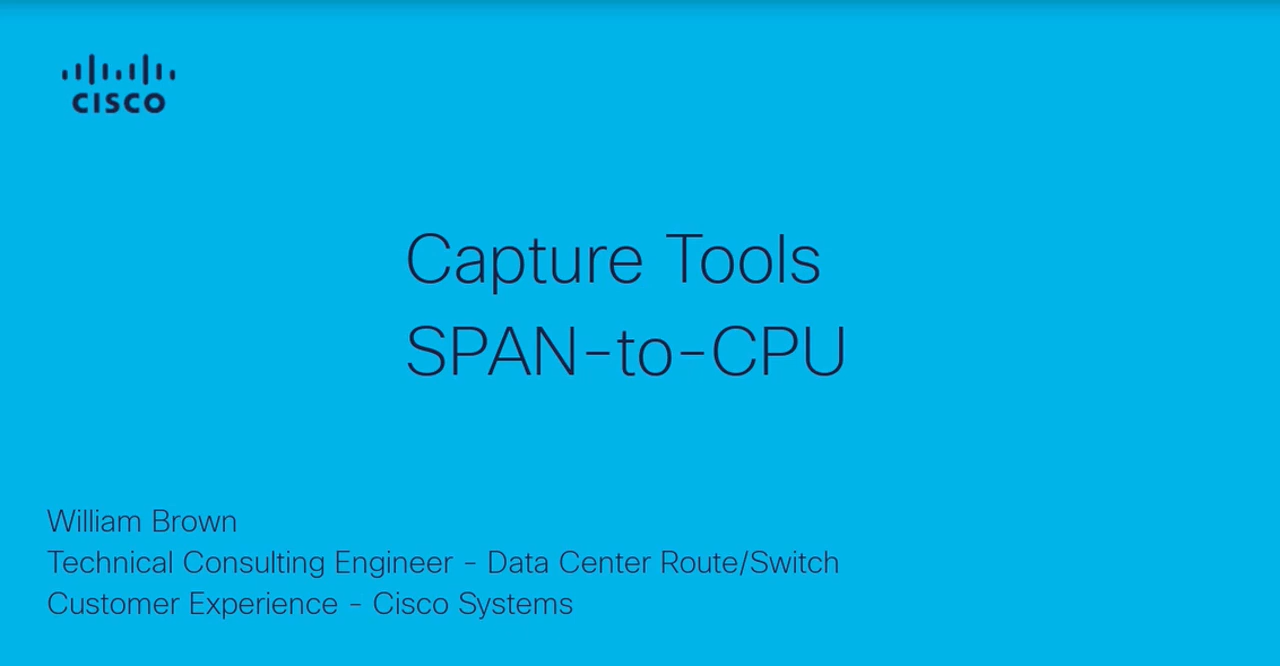 CISCO
Capture Tools
SPAN-to-CPU
William Brown
Technical Consulting Engineer - Data Center Route/Switch
Customer Experience - Cisco Systems